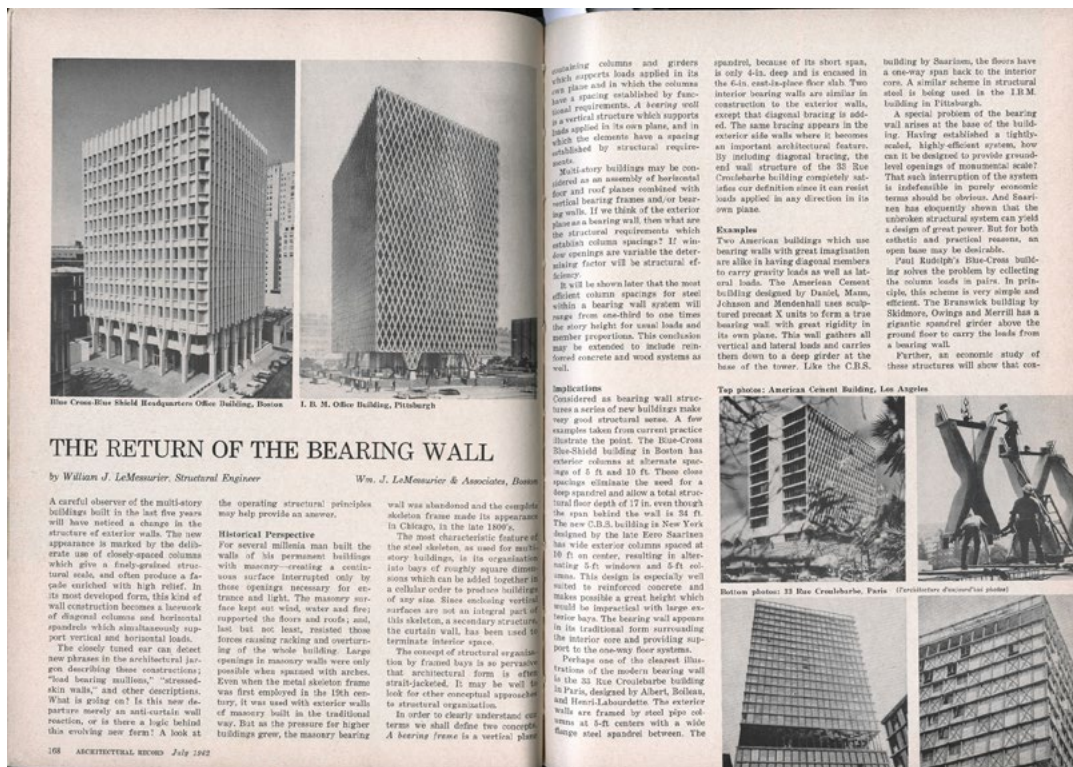 Blue Cross-Blue Shield Headquarters Office Building, Boston
I. B. M. Office Building, Pittsburgh
THE RETURN OF THE BEARING WALL
by William J. LeMessurier, Structural Engineer
Wm. J. LeMessurier & Associates, Boston
A careful observer of the multi-story
buildings built in the last five years
will have noticed a change in the
structure of exterior walls. The new
appearance is marked by the delib-
erate use of closely-spaced columns
which give a finely-grained struc-
tural scale, and often produce a fa-
çade enriched with high relief. In
its most developed form, this kind of
wall construction becomes a lacework
of diagonal columns and horizontal
spandrels which simultaneously sup-
port vertical and horizontal loads.
The closely tuned ear can detect
new phrases in the architectural jar-
gon describing these constructions;
"load bearing mullions," "stressed-
skin walls," and other descriptions.
What is going on? Is this new de-
parture merely an anti-curtain wall
reaction, or is there a logic behind
this evolving new form? A look at
the operating structural principles
may help provide an answer.
Historical Perspective
For several millenia man built the
walls of his permanent buildings
with masonry—creating a contin-
uous surface interrupted only by
those openings necessary for en-
trance and light. The masonry sur-
face kept out wind, water and fire;
supported the floors and roofs; and,
last but not least, resisted those
forces causing racking and overturn-
ing of the whole building. Large
openings in masonry walls were only
possible when spanned with arches.
Even when the metal skeleton frame
was first employed in the 19th cen-
tury, it was used with exterior walls
of masonry built in the traditional
way. But as the pressure for higher
buildings grew, the masonry bearing
wall was abandoned and the complete
skeleton frame made its appearance
in Chicago, in the late 1800's.
The most characteristic feature of
the steel skeleton, as used for multi-
story buildings, is its organization
into bays of roughly square dimen-
sions which can be added together in
a cellular order to produce buildings
of any size. Since enclosing vertical
surfaces are not an integral part of
this skeleton, a secondary structure,
the curtain wall, has been used to
terminate interior space.
The concept of structural organiza-
tion by framed bays is so pervasive
that architectural form is often
strait-jacketed. It may be well to
look for other conceptual approaches
to structural organization.
In order to clearly understand our
terms we shall define two concepts.
A bearing frame is a vertical plane
168 ARCHITECTURAL RECORD July 1962
containing columns and girders
which supports loads applied in its
own plane and in which the columns
have a spacing established by func-
tional requirements. A bearing wall
is a vertical structure which supports
loads applied in its own plane, and in
which the elements have a spacing
established by structural require-
ments.
Multi-story buildings may be con-
sidered as an assembly of horizontal
floor and roof planes combined with
vertical bearing frames and/or bear-
ing walls. If we think of the exterior
plane as a bearing wall, then what are
the structural requirements which
establish column spacings? If win-
dow openings are variable the deter-
mining factor will be structural ef-
ficiency.
It will be shown later that the most
efficient column spacings for steel
within a bearing wall system will
range from one-third to one times
the story height for usual loads and
member proportions. This conclusion
may be extended to include rein-
forced concrete and wood systems as
well.
Implications
Considered as bearing wall struc-
tures a series of new buildings make
very good structural sense. A few
examples taken from current practice
illustrate the point. The Blue-Cross
Blue-Shield building in Boston has
exterior columns at alternate spac-
ings of 5 ft and 10 ft. These close
spacings eliminate the need for a
deep spandrel and allow a total struc-
tural floor depth of 17 in. even though
the span behind the wall is 34 ft.
The new C.B.S. building in New York
designed by the late Eero Saarinen
has wide exterior columns spaced at
10 ft on center, resulting in alter-
nating 5-ft windows and 5-ft col-
umns. This design is especially well
suited to reinforced concrete and
makes possible a great height which
would be impractical with large ex-
terior bays. The bearing wall appears
in its traditional form surrounding
the interior core and providing sup-
port to the one-way floor systems.
Perhaps one of the clearest illus-
trations of the modern bearing wall
is the 33 Rue Croulebarbe building
in Paris, designed by Albert, Boileau,
and Henri-Labourdette. The exterior
walls are framed by steel pipe col-
umns at 5-ft centers with a wide
flange steel spandrel between. The
spandrel, because of its short span,
is only 4-in. deep and is encased in
the 6-in. cast-in-place floor slab. Two
interior bearing walls are similar in
construction to the exterior walls,
except that diagonal bracing is add-
ed. The same bracing appears in the
exterior side walls where it becomes
an important architectural feature.
By including diagonal bracing, the
end wall structure of the 33 Rue
Croulebarbe building completely sat-
isfies our definition since it can resist
loads applied in any direction in its
own plane.
Examples
Two American buildings which use
bearing walls with great imagination
are alike in having diagonal members
to carry gravity loads as well as lat-
eral loads. The American Cement
building designed by Daniel, Mann,
Johnson and Mendenhall uses sculp-
tured precast X units to form a true
bearing wall with great rigidity in
its own plane. This wall gathers all
vertical and lateral loads and carries
them down to a deep girder at the
base of the tower. Like the C.B.S.
building by Saarinen, the floors have
a one-way span back to the interior
core. A similar scheme in structural
steel is being used in the I.B.M.
building in Pittsburgh.
A special problem of the bearing
wall arises at the base of the build-
ing. Having established a tightly-
scaled, highly-efficient system, how
can it be designed to provide ground-
level openings of monumental scale?
That such interruption of the system
is indefensible in purely economic
terms should be obvious. And Saari-
nen has eloquently shown that the
unbroken structural system can yield
a design of great power. But for both
esthetic and practical reasons, an
open base may be desirable.
Paul Rudolph's Blue-Cross build-
ing solves the problem by collecting
the column loads in pairs. In prin-
ciple, this scheme is very simple and
efficient. The Brunswick building by
Skidmore, Owings and Merrill has a
gigantic spandrel girder above the
ground floor to carry the loads from
a bearing wall.
Further, an economic study of
these structures will show that con-
Top photos: American Cement Building, Los Angeles
Bottom photos: 33 Rue Croulebarbe, Paris (l'architecture d'aujourd'hui photos)